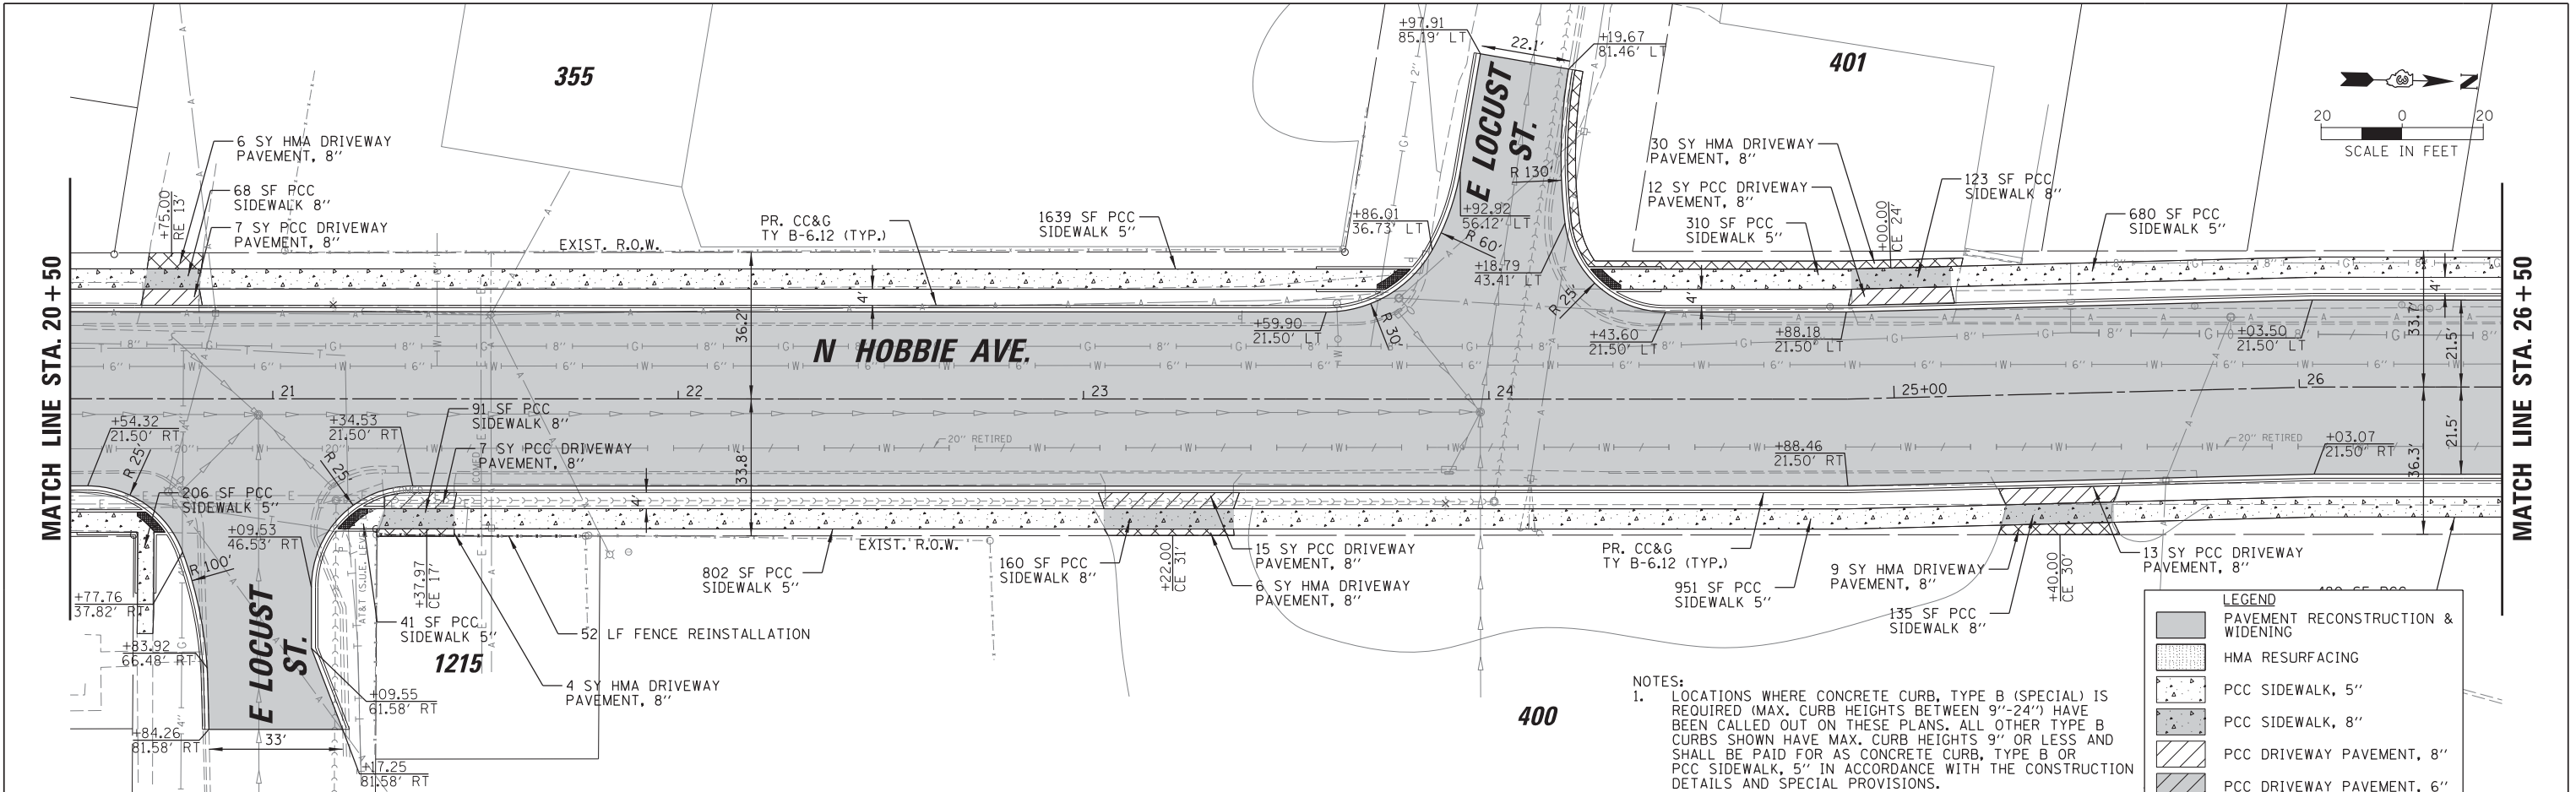 355
401
+97.91
85.19' LT
22.1'
+19.67
81.46' LT
N
20 0 20
SCALE IN FEET
E LOCUST
ST.
6 SY HMA DRIVEWAY
PAVEMENT, 8"
68 SF PCC
SIDEWALK 8"
7 SY PCC DRIVEWAY
PAVEMENT, 8"
+75.00
RE 13'
EXIST. R.O.W.
PR. CC&G
TY B-6.12 (TYP.)
1639 SF PCC
SIDEWALK 5"
+86.01
36.73' LT
+92.92
56.12' LT
R 130'
R 60'
+18.79
43.41' LT
R 30'
R 25'
30 SY HMA DRIVEWAY
PAVEMENT, 8"
12 SY PCC DRIVEWAY
PAVEMENT, 8"
310 SF PCC
SIDEWALK 5"
+00.00
CE 24'
123 SF PCC
SIDEWALK 8"
680 SF PCC
SIDEWALK 5"
MATCH LINE STA. 20 + 50
MATCH LINE STA. 26 + 50
4'
4'
4'
36.2'
33.7'
21.5'
+59.90
21.50' LT
+43.60
21.50' LT
+88.18
21.50' LT
+03.50
21.50' LT
N HOBBIE AVE.
21
22
23
24
25+00
26
+54.32
21.50' RT
+34.53
21.50' RT
91 SF PCC
SIDEWALK 8"
7 SY PCC DRIVEWAY
PAVEMENT, 8"
20" RETIRED
20" RETIRED
+88.46
21.50' RT
+03.07
21.50' RT
33.8'
4'
36.3'
21.5'
R 25'
R 25'
206 SF PCC
SIDEWALK 5"
+09.53
46.53' RT
R 100'
+77.76
37.82' RT
+83.92
66.48' RT
+84.26
81.58' RT
E LOCUST
ST.
33'
+09.55
61.58' RT
+17.25
81.58' RT
AT&T (S.U.E. LEVEL
+37.97
CE 17'
41 SF PCC
SIDEWALK 5"
1215
52 LF FENCE REINSTALLATION
4 SY HMA DRIVEWAY
PAVEMENT, 8"
802 SF PCC
SIDEWALK 5"
EXIST. R.O.W.
160 SF PCC
SIDEWALK 8"
+22.00
CE 31'
15 SY PCC DRIVEWAY
PAVEMENT, 8"
6 SY HMA DRIVEWAY
PAVEMENT, 8"
PR. CC&G
TY B-6.12 (TYP.)
951 SF PCC
SIDEWALK 5"
9 SY HMA DRIVEWAY
PAVEMENT, 8"
135 SF PCC
SIDEWALK 8"
+40.00
CE 30'
13 SY PCC DRIVEWAY
PAVEMENT, 8"
400
NOTES:
1. LOCATIONS WHERE CONCRETE CURB, TYPE B (SPECIAL) IS
REQUIRED (MAX. CURB HEIGHTS BETWEEN 9"-24") HAVE
BEEN CALLED OUT ON THESE PLANS. ALL OTHER TYPE B
CURBS SHOWN HAVE MAX. CURB HEIGHTS 9" OR LESS AND
SHALL BE PAID FOR AS CONCRETE CURB, TYPE B OR
PCC SIDEWALK, 5" IN ACCORDANCE WITH THE CONSTRUCTION
DETAILS AND SPECIAL PROVISIONS.
LEGEND
PAVEMENT RECONSTRUCTION &
WIDENING
HMA RESURFACING
PCC SIDEWALK, 5"
PCC SIDEWALK, 8"
PCC DRIVEWAY PAVEMENT, 8"
PCC DRIVEWAY PAVEMENT, 6"